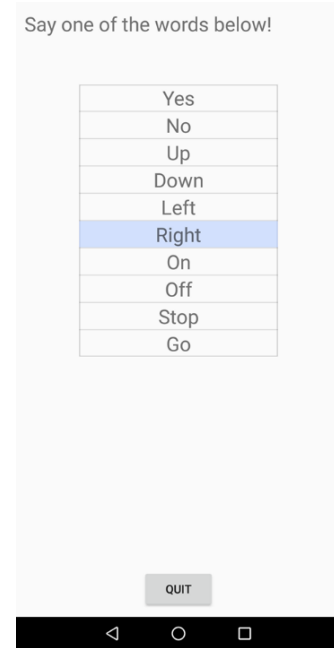 Say one of the words below!
Yes
No
Up
Down
Left
Right
On
Off
Stop
Go
QUIT